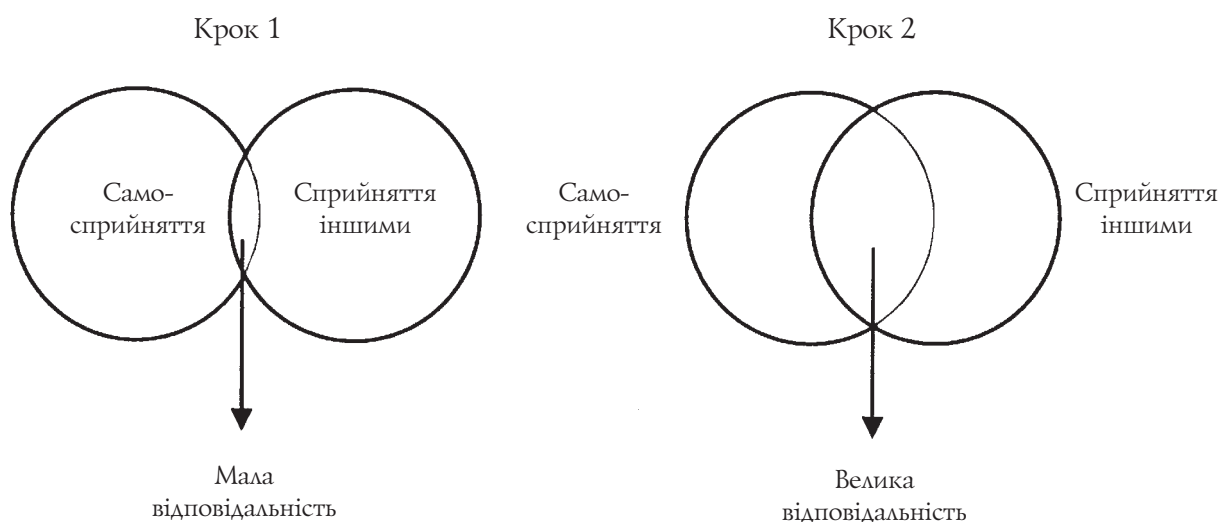 Крок 1
Само-
сприйняття
Сприйняття
іншими
Мала
відповідальність
Крок 2
Само-
сприйняття
Сприйняття
іншими
Велика
відповідальність